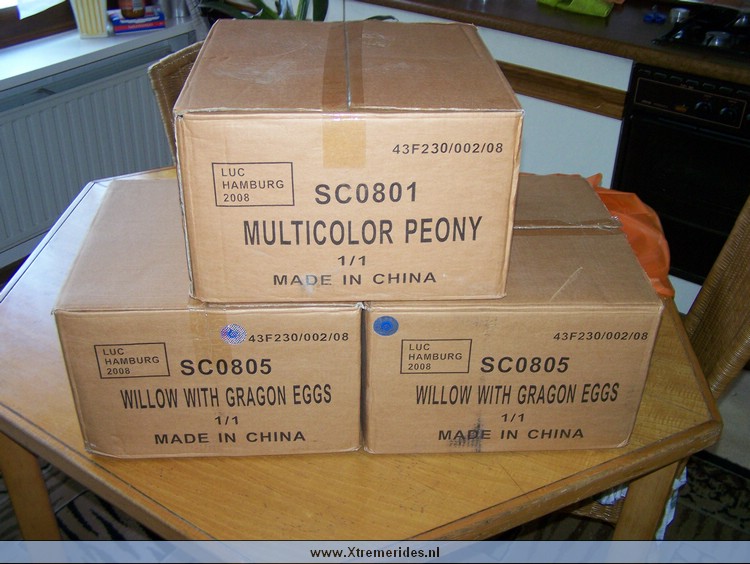 43F230/002/08
LUC
HAMBURG
2008
SC0801
MULTICOLOR PEONY
1/1
MADE IN CHINA
43F230/002/08
LUC
HAMBURG
2008
SC0805
WILLOW WITH GRAGON EGGS
1/1
MADE IN CHINA
43F230/002/08
LUC
HAMBURG
2008
SC0805
WILLOW WITH GRAGON EGGS
1/1
MADE IN CHINA
www.Xtremerides.nl